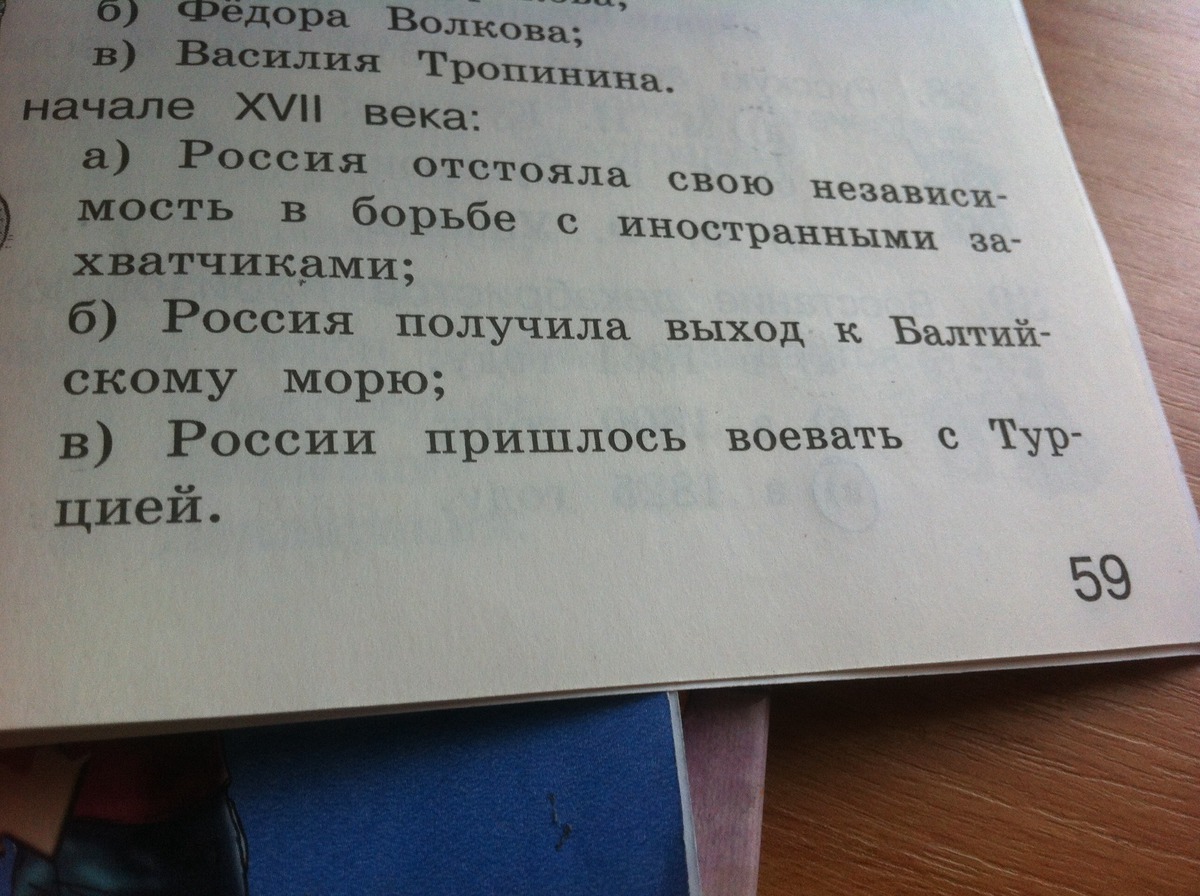 б) Фёдора Волкова;
в) Василия Тропинина.
начале XVII века:
а) Россия отстояла свою независи-
мость в борьбе с иностранными за-
хватчиками;
б) Россия получила выход к Балтий-
скому морю;
в) России пришлось воевать с Тур-
цией.
59